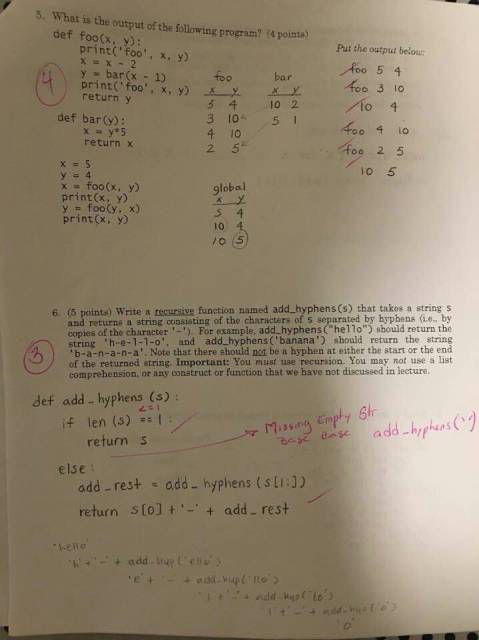 5. What is the output of the following program? (4 points)
def foo(x, y):
print('foo', x, y)
x = x - 2
y = bar(x - 1)
print('foo', x, y)
return y
def bar(y):
x = y*5
return x
x = 5
y = 4
x = foo(x, y)
print(x, y)
y = foo(y, x)
print(x, y)
4
foo
x y
5 4
3 10
4 10
2 5
bar
x y
10 2
5 1
global
x y
5 4
10 4
10 5
Put the output below:
foo 5 4
foo 3 10
10 4
foo 4 10
foo 2 5
10 5
6. (5 points) Write a recursive function named add_hyphens(s) that takes a string s
and returns a string consisting of the characters of s separated by hyphens (i.e., by
copies of the character '-'). For example, add_hyphens("hello") should return the
string 'h-e-l-l-o', and add_hyphens('banana') should return the string
'b-a-n-a-n-a'. Note that there should not be a hyphen at either the start or the end
of the returned string. Important: You must use recursion. You may not use a list
comprehension, or any construct or function that we have not discussed in lecture.
3
def add_hyphens (s):
<=1
if len (s) == 1 :
return s
Missing Empty Str
Base Base add_hyphens('')
else:
add_rest = add_hyphens (s[1:])
return s[0] + '-' + add_rest
'hello'
'h' + '-' + add-hyp('ello')
'e' + '-' + add-hyp('llo')
'l' + '-' + add-hyp('lo')
'l' + '-' + add-hyp('o')
'o'